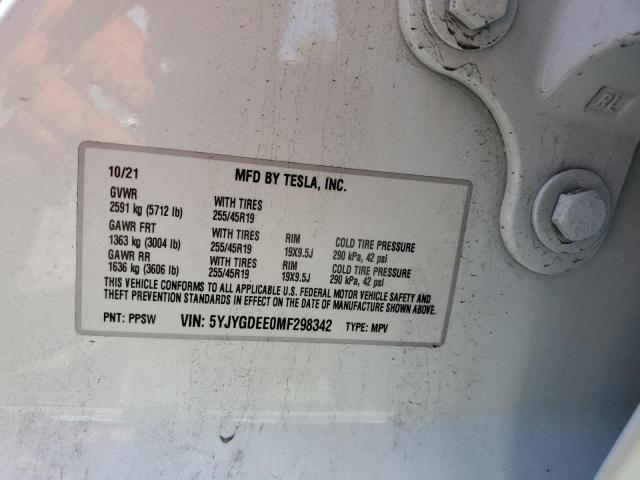 RL
10/21 MFD BY TESLA, INC.
GVWR WITH TIRES
2591 kg (5712 lb) 255/45R19
GAWR FRT WITH TIRES RIM COLD TIRE PRESSURE
1363 kg (3004 lb) 255/45R19 19X9.5J 290 kPa, 42 psi
GAWR RR WITH TIRES RIM COLD TIRE PRESSURE
1636 kg (3606 lb) 255/45R19 19X9.5J 290 kPa, 42 psi
THIS VEHICLE CONFORMS TO ALL APPLICABLE U.S. FEDERAL MOTOR VEHICLE SAFETY AND
THEFT PREVENTION STANDARDS IN EFFECT ON THE DATE OF MANUFACTURE SHOWN ABOVE.
PNT: PPSW VIN: 5YJYGDEE0MF298342 TYPE: MPV